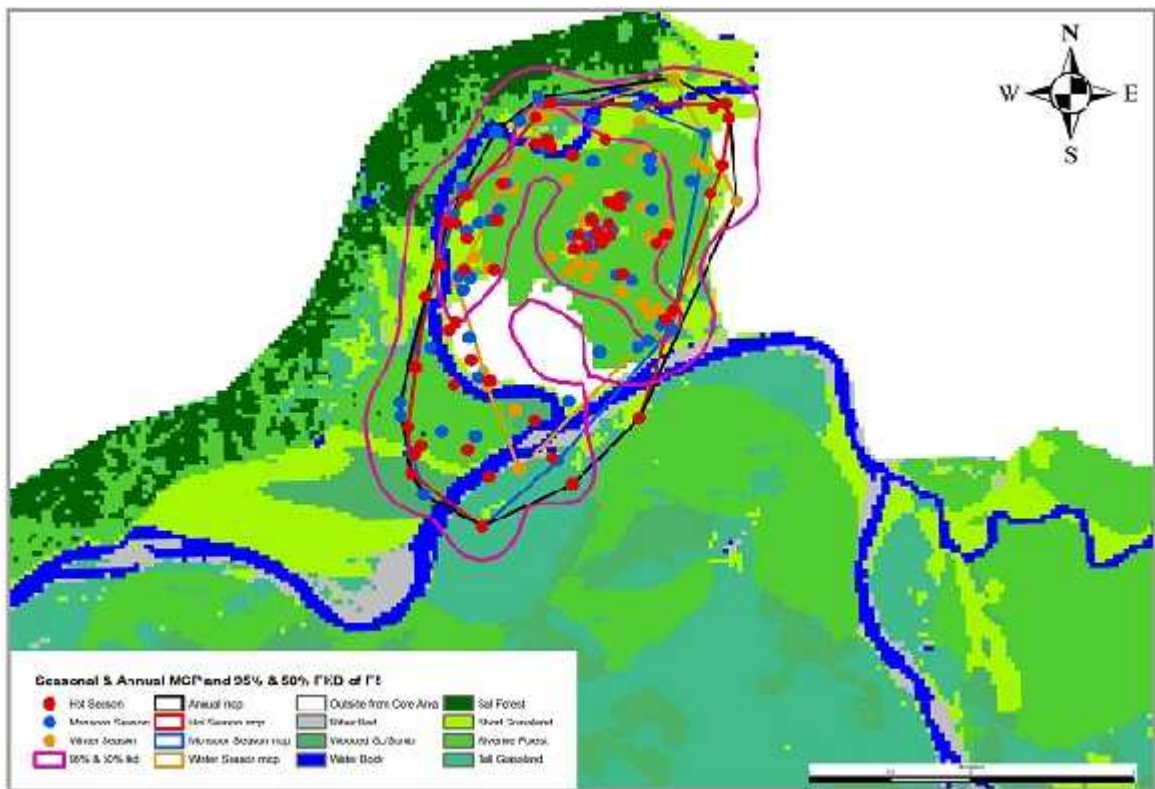 N
W E
S
Seasonal & Annual MCP and 95% & 50% of
Hot Season Annual mcp Outside from Core Area Sal Forest
Monsoon Season Hot Season mcp Short Grassland
Winter Season Monsoon Season mcp Riverine Forest
95% & 50% Winter Season mcp Water Body Tall Grassland